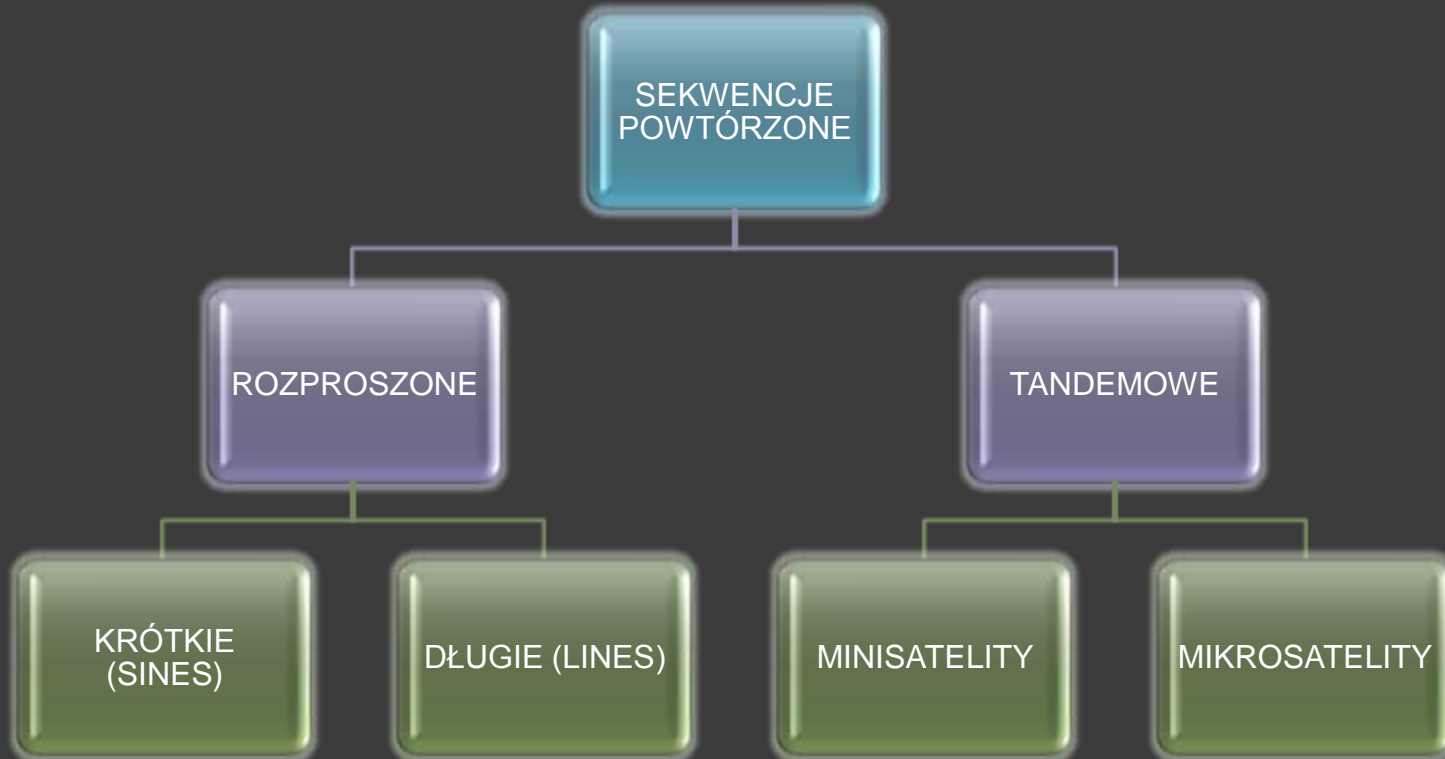 SEKWENCJE
POWTÓRZONE
ROZPROSZONE
TANDEMOWE
KRÓTKIE
(SINES)
DŁUGIE (LINES)
MINISATELITY
MIKROSATELITY